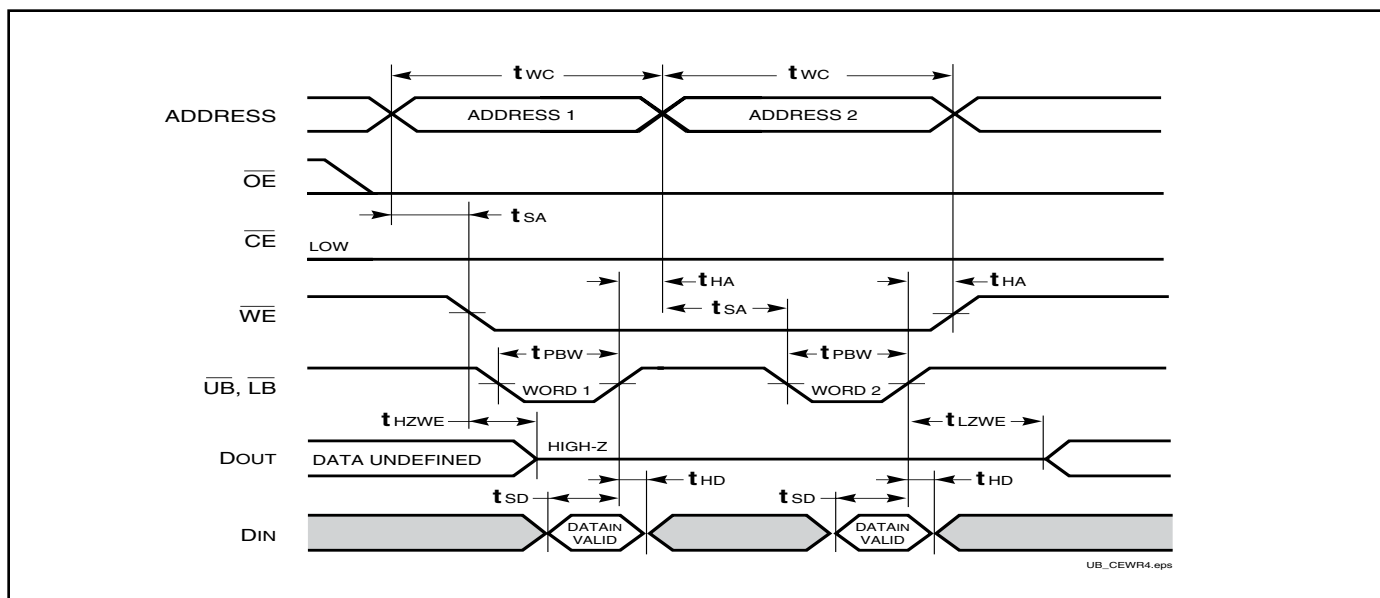 tWC tWC
ADDRESS ADDRESS 1 ADDRESS 2
OE
tSA
CE LOW
tHA tHA
WE tSA
tPBW tPBW
UB, LB WORD 1 WORD 2
tHZWE tLZWE
DOUT DATA UNDEFINED HIGH-Z
tSD tHD tSD tHD
DIN DATAIN VALID DATAIN VALID
UB_CEWR4.eps